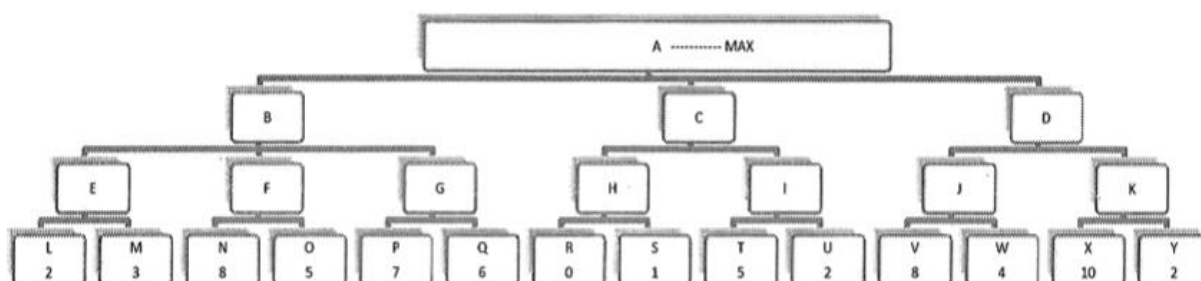 A ----------- MAX
B C D
E F G H I J K
L M N O P Q R S T U V W X Y
2 3 8 5 7 6 0 1 5 2 8 4 10 2